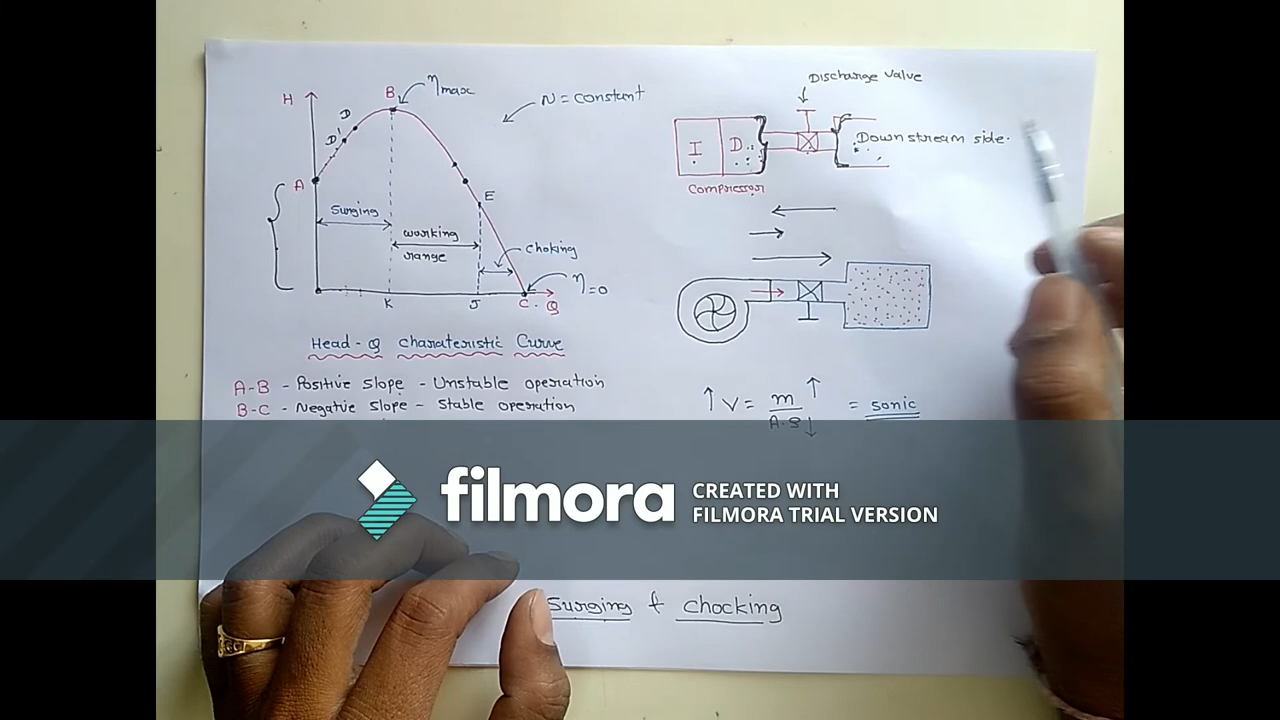 H
B
ηmax
N = constant
D
D'
A
E
Surging
working
range
choking
η=0
K
J
C.
Q
Head-Q charateristic Curve
A-B - Positive slope - Unstable operation
B-C - Negative slope - Stable operation
Discharge Valve
I
D
Down stream side.
Compressor
↑ V = m ↑ = sonic
A.ρ ↓
filmora
CREATED WITH
FILMORA TRIAL VERSION
Surging & chocking